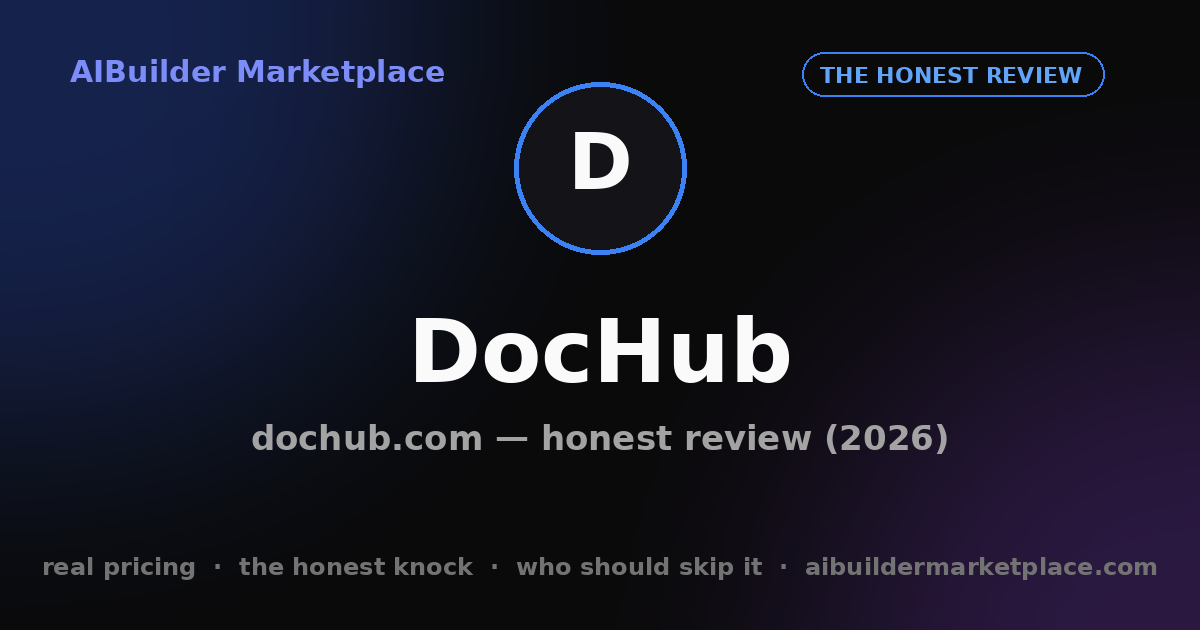 AIBuilder Marketplace
THE HONEST REVIEW
D
DocHub
dochub.com — honest review (2026)
real pricing · the honest knock · who should skip it · aibuildermarketplace.com